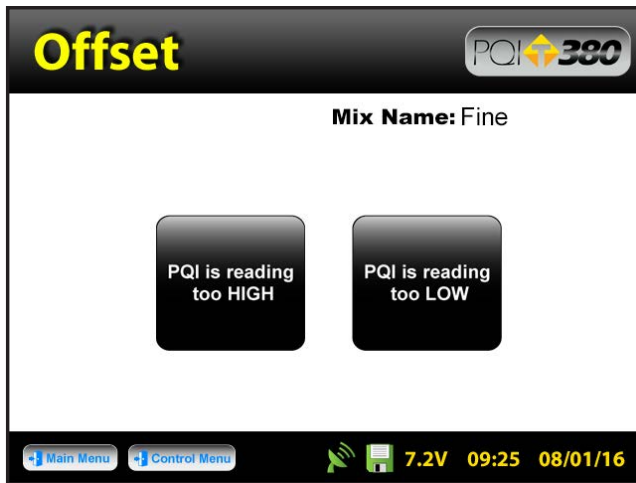 Offset
PQI T 380
Mix Name: Fine
PQI is reading
too HIGH
PQI is reading
too LOW
Main Menu
Control Menu
7.2V 09:25 08/01/16